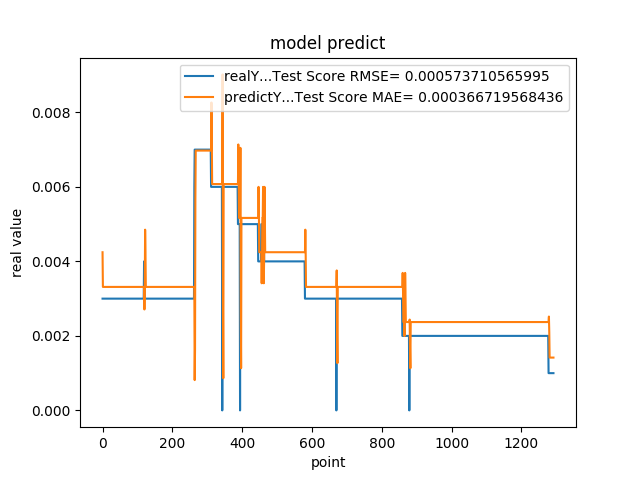 model predict
realY...Test Score RMSE= 0.000573710565995
predictY...Test Score MAE= 0.000366719568436
0.008
0.006
0.004
0.002
0.000
real value
0 200 400 600 800 1000 1200
point